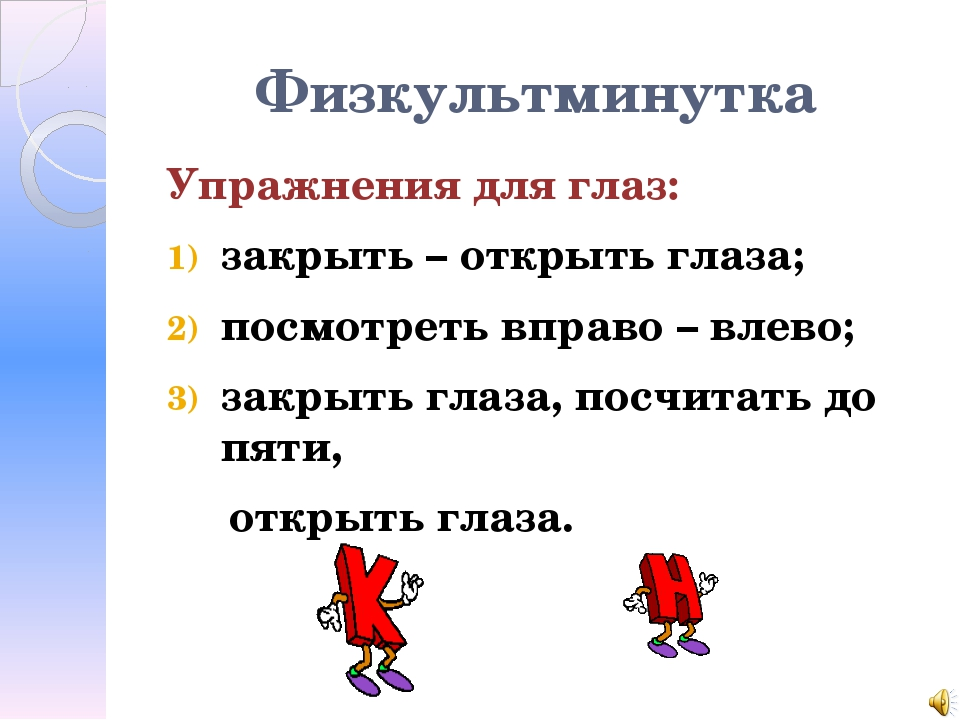 Физкультминутка
Упражнения для глаз:
1) закрыть – открыть глаза;
2) посмотреть вправо – влево;
3) закрыть глаза, посчитать до
пяти,
открыть глаза.
К Н